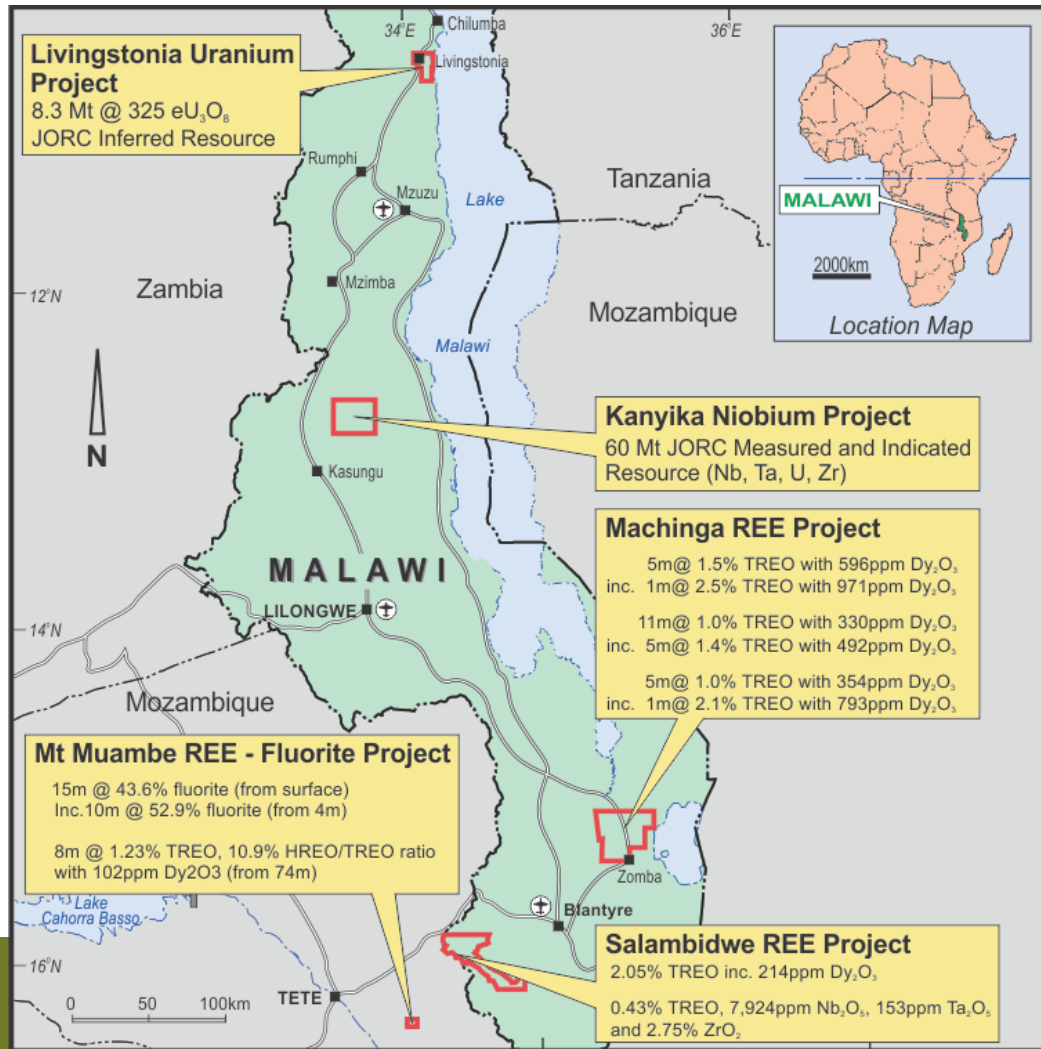 34°E
36°E
Chilumba
Livingstonia Uranium
Project
8.3 Mt @ 325 eU₃O₈
JORC Inferred Resource
Livingstonia
Rumphi
Mzuzu
Lake
Tanzania
MALAWI
2000km
Location Map
12°N
Zambia
Mzimba
Malawi
Mozambique
N
Kanyika Niobium Project
60 Mt JORC Measured and Indicated
Resource (Nb, Ta, U, Zr)
Kasungu
MALAWI
LILONGWE
Machinga REE Project
5m@ 1.5% TREO with 596ppm Dy₂O₃
inc. 1m@ 2.5% TREO with 971ppm Dy₂O₃
11m@ 1.0% TREO with 330ppm Dy₂O₃
inc. 5m@ 1.4% TREO with 492ppm Dy₂O₃
5m@ 1.0% TREO with 354ppm Dy₂O₃
inc. 1m@ 2.1% TREO with 793ppm Dy₂O₃
14°N
Mozambique
Mt Muambe REE - Fluorite Project
15m @ 43.6% fluorite (from surface)
Inc.10m @ 52.9% fluorite (from 4m)
8m @ 1.23% TREO, 10.9% HREO/TREO ratio
with 102ppm Dy2O3 (from 74m)
Zomba
Lake
Cahorra Basso
Blantyre
Salambidwe REE Project
2.05% TREO inc. 214ppm Dy₂O₃
0.43% TREO, 7,924ppm Nb₂O₅, 153ppm Ta₂O₅
and 2.75% ZrO₂
16°N
0 50 100km
TETE